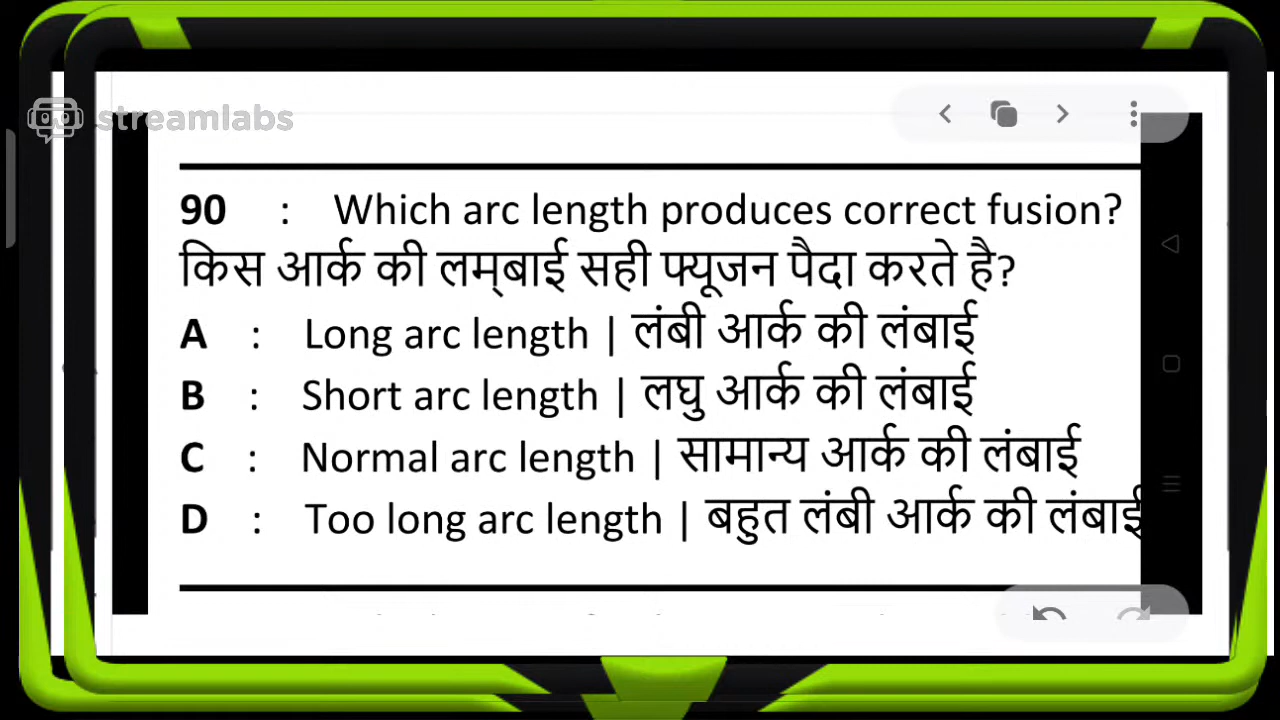 streamlabs
90 : Which arc length produces correct fusion?
किस आर्क की लम्‌बाई सही फ्यूजन पैदा करते है?
A : Long arc length | लंबी आर्क की लंबाई
B : Short arc length | लघु आर्क की लंबाई
C : Normal arc length | सामान्य आर्क की लंबाई
D : Too long arc length | बहुत लंबी आर्क की लंबाई